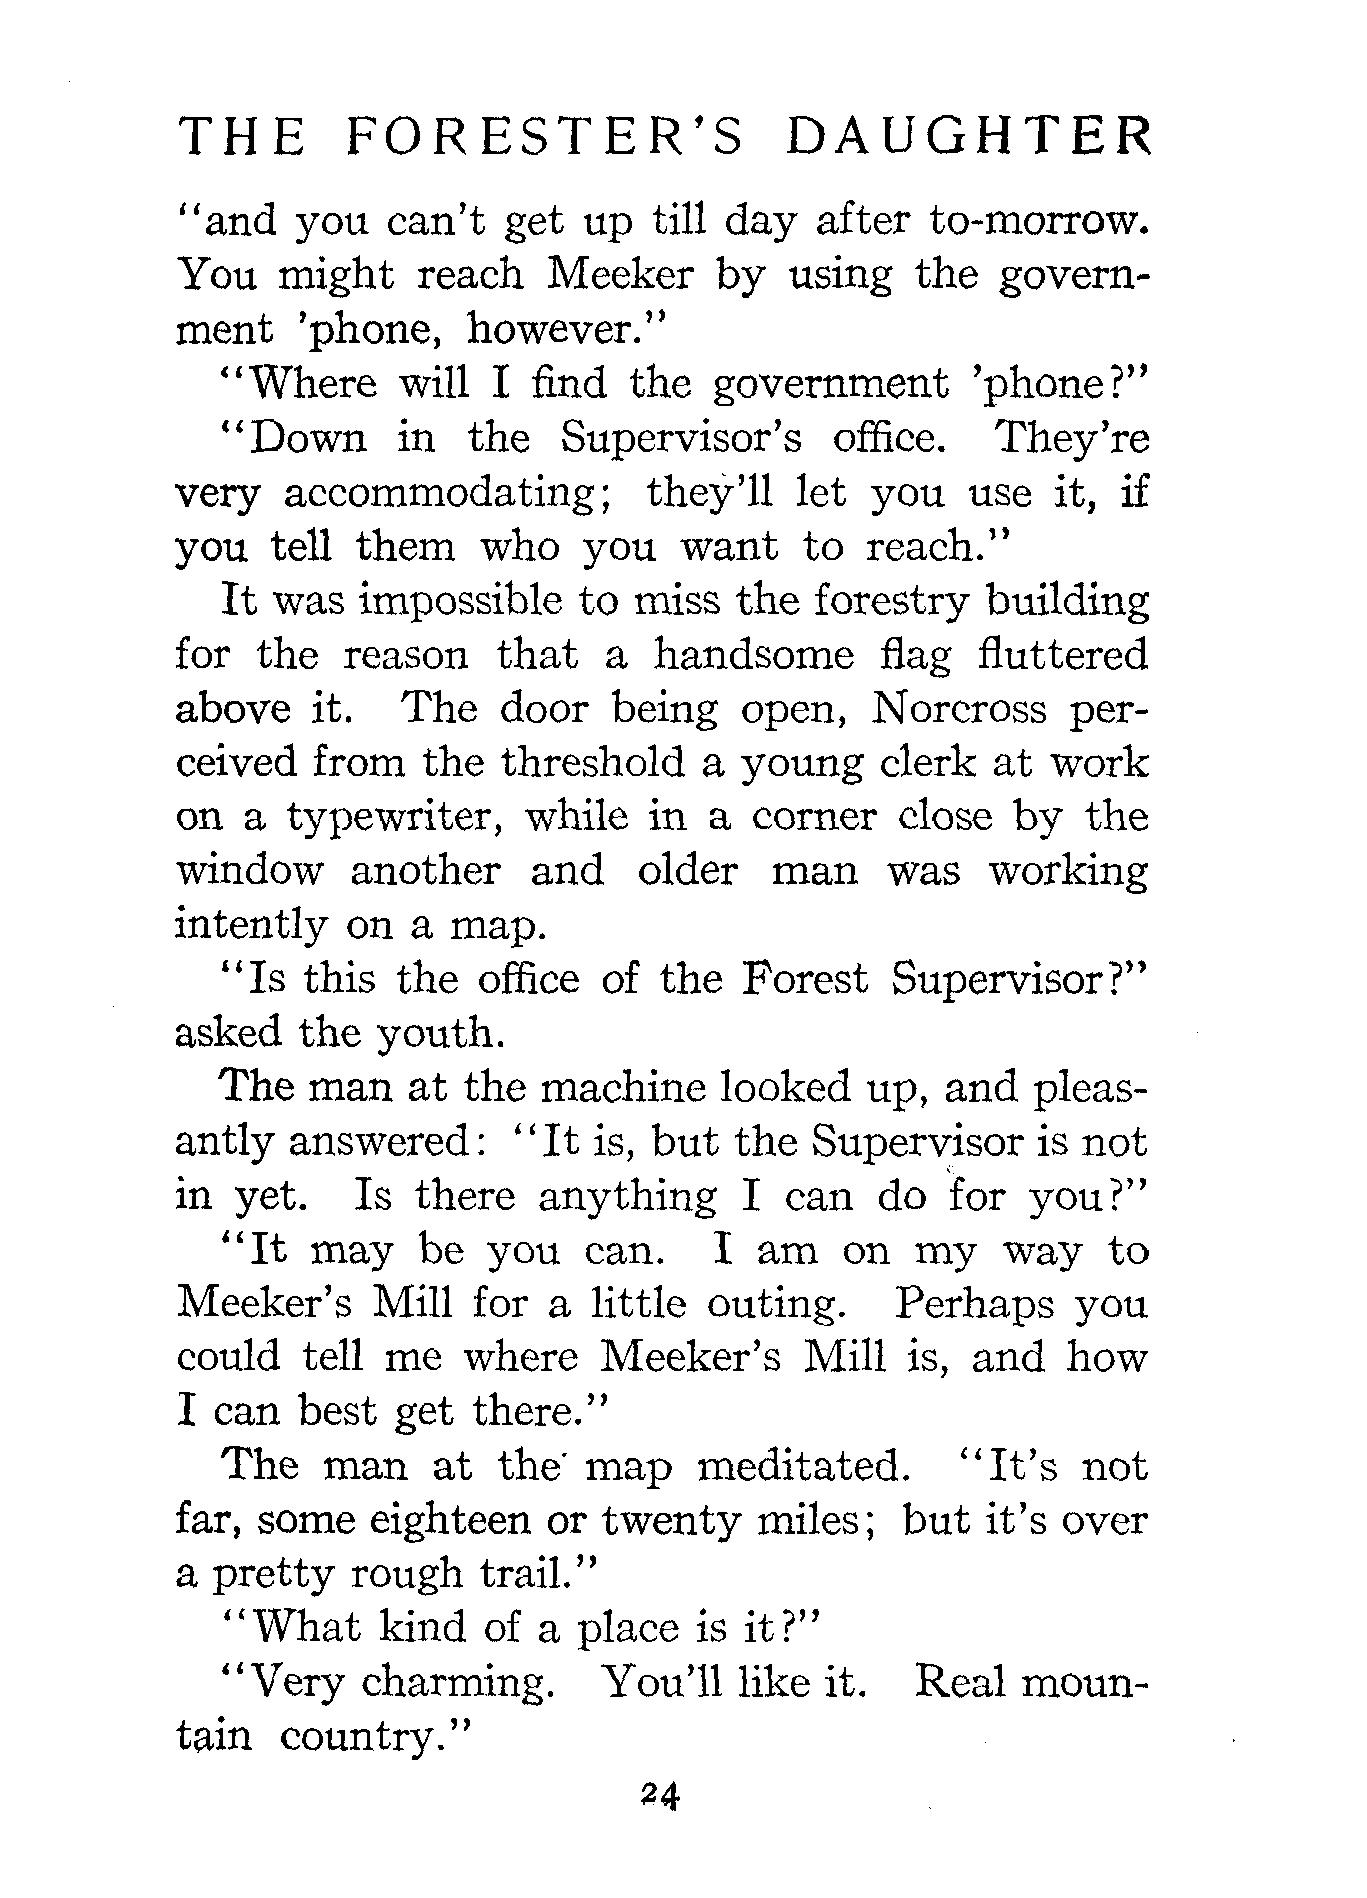 THE FORESTER'S DAUGHTER
"and you can't get up till day after to-morrow.
You might reach Meeker by using the govern-
ment 'phone, however."
"Where will I find the government 'phone?"
"Down in the Supervisor's office. They're
very accommodating; they'll let you use it, if
you tell them who you want to reach."
It was impossible to miss the forestry building
for the reason that a handsome flag fluttered
above it. The door being open, Norcross per-
ceived from the threshold a young clerk at work
on a typewriter, while in a corner close by the
window another and older man was working
intently on a map.
"Is this the office of the Forest Supervisor?"
asked the youth.
The man at the machine looked up, and pleas-
antly answered: "It is, but the Supervisor is not
in yet. Is there anything I can do for you?"
"It may be you can. I am on my way to
Meeker's Mill for a little outing. Perhaps you
could tell me where Meeker's Mill is, and how
I can best get there."
The man at the map meditated. "It's not
far, some eighteen or twenty miles; but it's over
a pretty rough trail."
"What kind of a place is it?"
"Very charming. You'll like it. Real moun-
tain country."
24